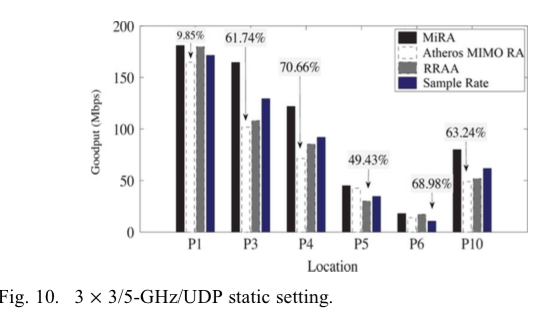 200
150
100
50
0
Goodput (Mbps)
9.85%
61.74%
70.66%
49.43%
68.98%
63.24%
MiRA
Atheros MIMO RA
RRAA
Sample Rate
P1 P3 P4 P5 P6 P10
Location
Fig. 10. 3 × 3/5-GHz/UDP static setting.